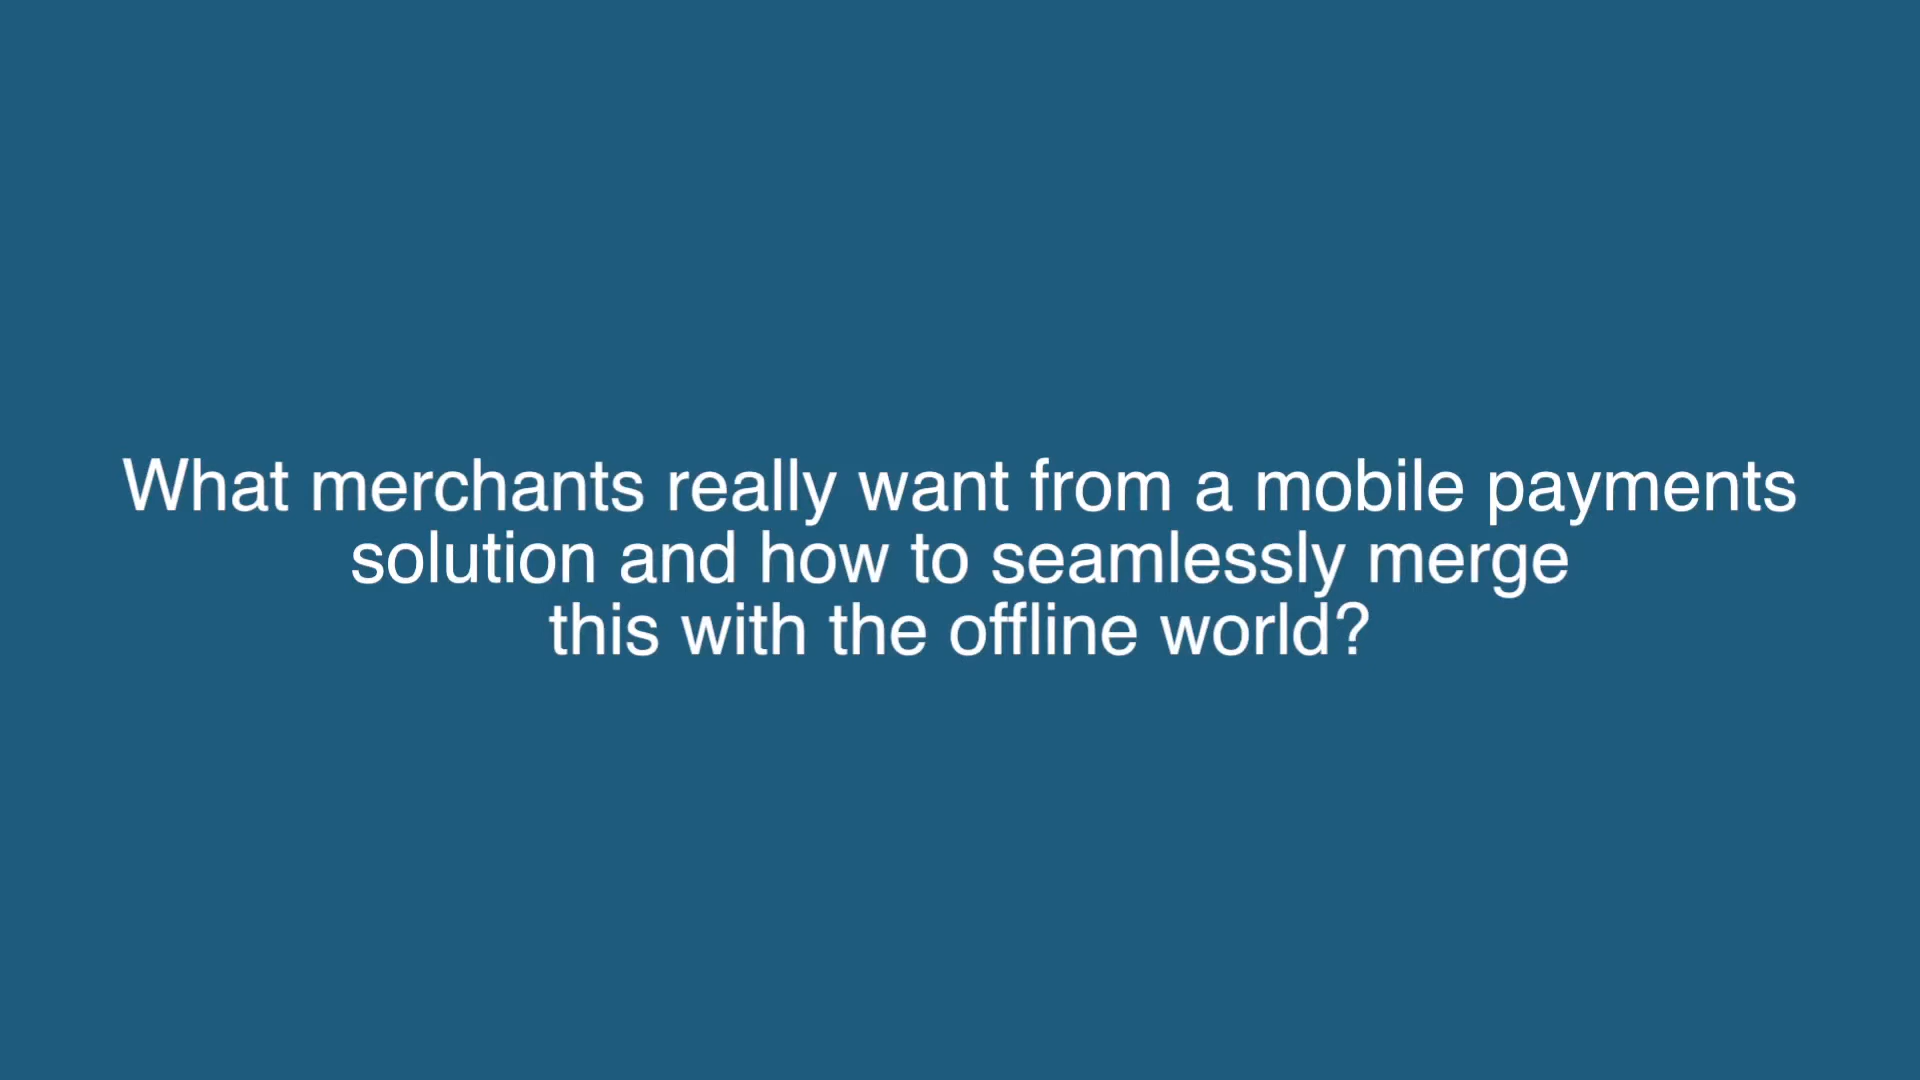 What merchants really want from a mobile payments
solution and how to seamlessly merge
this with the offline world?